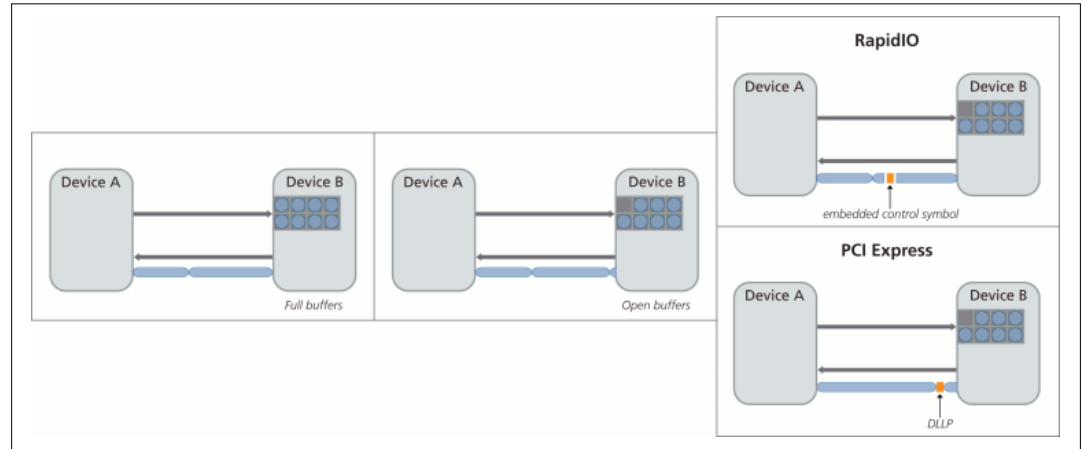 Device A
Device B
Full buffers
Device A
Device B
Open buffers
RapidIO
Device A
Device B
embedded control symbol
PCI Express
Device A
Device B
DLLP